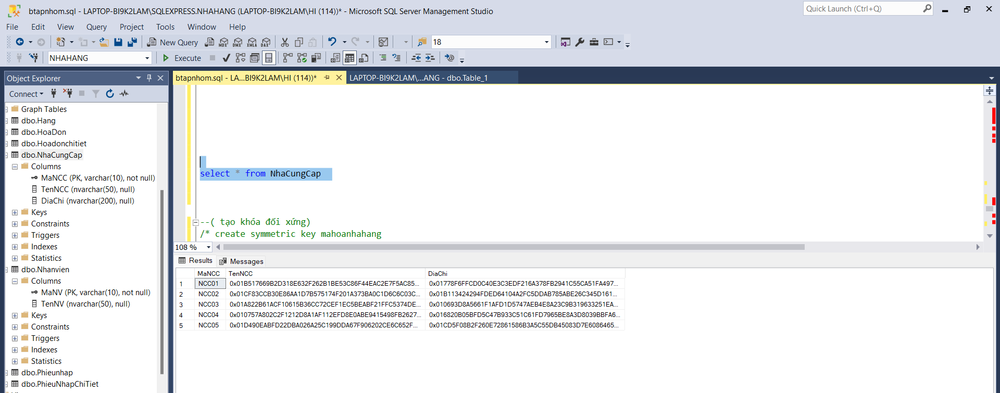 btapnhom.sql - LAPTOP-BI9K2LAM\SQLEXPRESS.NHAHANG (LAPTOP-BI9K2LAM\HI (114))* - Microsoft SQL Server Management Studio
Quick Launch (Ctrl+Q)
File Edit View Query Project Tools Window Help
New Query MDX DMX XMLA DAX 18
NHAHANG Execute
Object Explorer
Connect
Graph Tables
dbo.Hang
dbo.HoaDon
dbo.Hoadonchitiet
dbo.NhaCungCap
Columns
MaNCC (PK, varchar(10), not null)
TenNCC (nvarchar(50), null)
DiaChi (nvarchar(200), null)
Keys
Constraints
Triggers
Indexes
Statistics
dbo.Nhanvien
Columns
MaNV (PK, varchar(10), not null)
TenNV (nvarchar(50), null)
Keys
Constraints
Triggers
Indexes
Statistics
dbo.Phieunhap
dbo.PhieuNhapChiTiet
btapnhom.sql - LA...BI9K2LAM\HI (114))* LAPTOP-BI9K2LAM\...ANG - dbo.Table_1
select * from NhaCungCap
--( tạo khóa đối xứng)
/* create symmetric key mahoanhahang
108 %
Results Messages
MaNCC TenNCC DiaChi
1 NCC01 0x01B517669B2D318E632F262B1BE53C86F44EAC2E7F5AC85... 0x01778F6FFCD0C40E3C3EDF216A378FB2941C55CA51FA497...
2 NCC02 0x01CF83CCB30E86AA1D7B575174F201A373BA0C1D6C6C03C... 0x01B113424294FDED64104A2FC5DDAB785ABE26C345D161...
3 NCC03 0x01A822B61ACF10615B36CC72CEF1EC5BEABF21FFC5374DE... 0x010693D8A5661F1AFD1D5747AEB4E8A23C9B319633251EA...
4 NCC04 0x010757A802C2F1212D8A1AF112EFD8E0ABE9415498FB2627... 0x016820B05BFD5C47B933C51C61FD7965BE8A3D8039BBFA6...
5 NCC05 0x01D490EABFD22DBA026A25C199DDA67F906202CE6C652F... 0x01CD5F08B2F260E72861586B3A5C55DB45083D7E6086465...